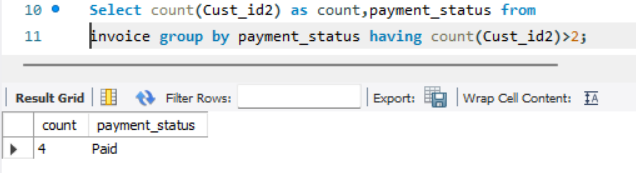 10 Select count(Cust_id2) as count,payment_status from
11 invoice group by payment_status having count(Cust_id2)>2;
Result Grid Filter Rows: Export: Wrap Cell Content: IA
count payment_status
4 Paid